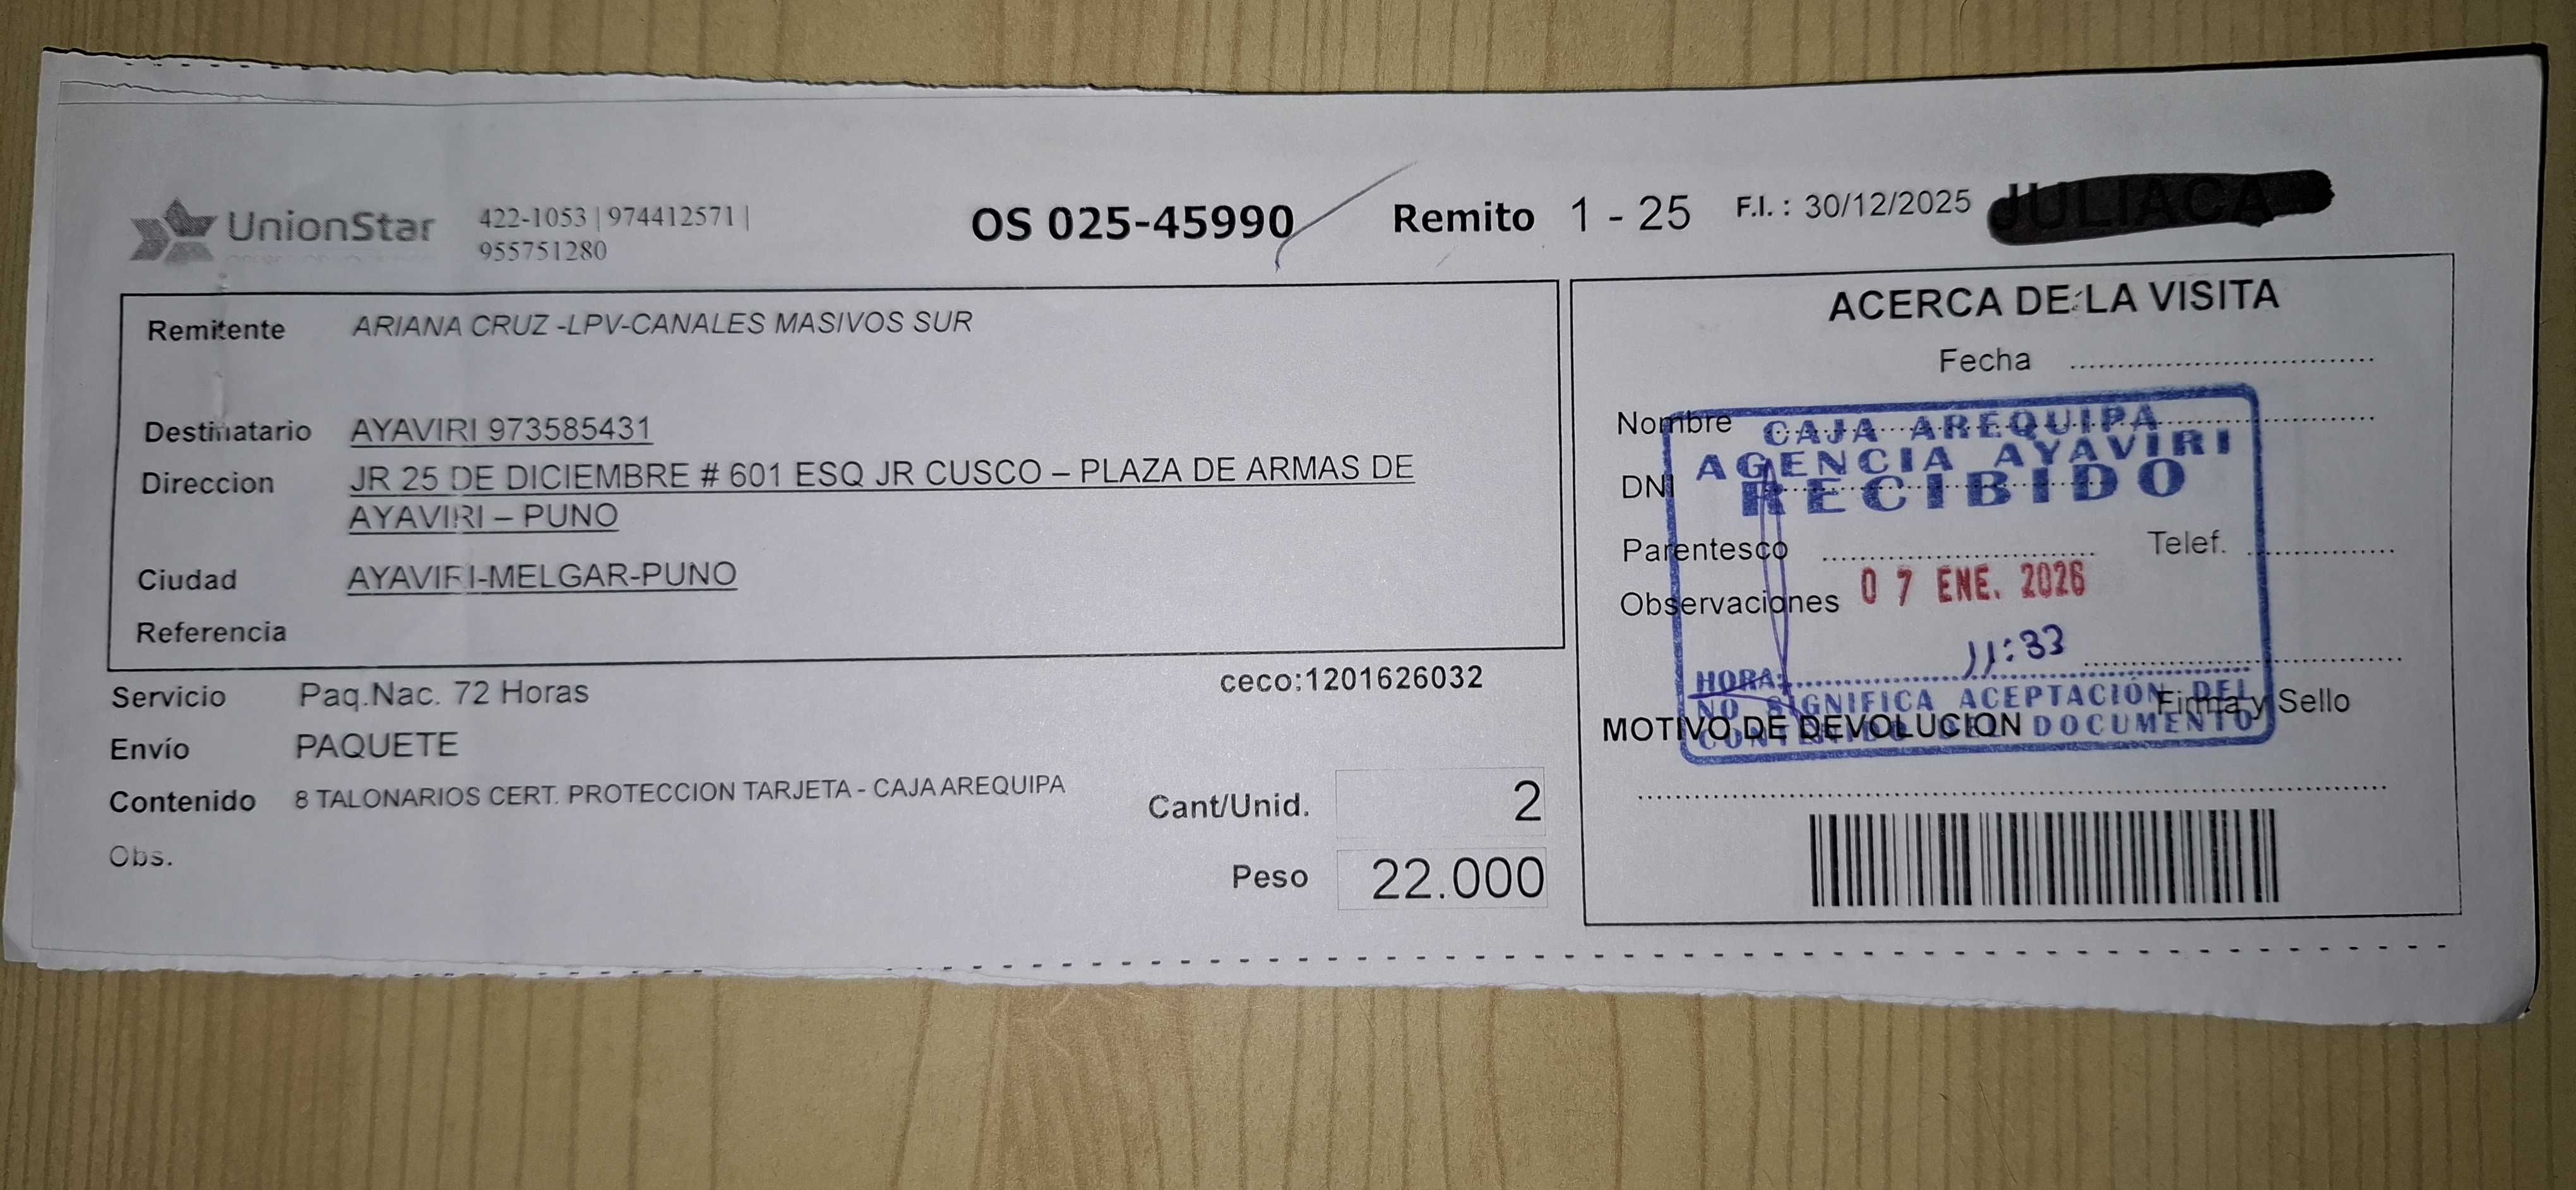 UnionStar
422-1053 | 974412571 |
955751280
OS 025-45990
Remito 1 - 25
F.I. : 30/12/2025
JULIACA
Remitente ARIANA CRUZ -LPV-CANALES MASIVOS SUR
Destinatario AYAVIRI 973585431
Direccion JR 25 DE DICIEMBRE # 601 ESQ JR CUSCO – PLAZA DE ARMAS DE
AYAVIRI – PUNO
Ciudad AYAVIRI-MELGAR-PUNO
Referencia
ceco:1201626032
Servicio Paq.Nac. 72 Horas
Envío PAQUETE
Contenido 8 TALONARIOS CERT. PROTECCION TARJETA - CAJA AREQUIPA
Cant/Unid. 2
Obs.
Peso 22.000
ACERCA DE LA VISITA
Fecha
Nombre
DNI
Parentesco Telef.
Observaciones
Firma y Sello
MOTIVO DE DEVOLUCION
CAJA AREQUIPA
AGENCIA AYAVIRI
RECIBIDO
07 ENE. 2026
HORA: 11:33
NO SIGNIFICA ACEPTACIÓN DEL
CONTENIDO DEL DOCUMENTO